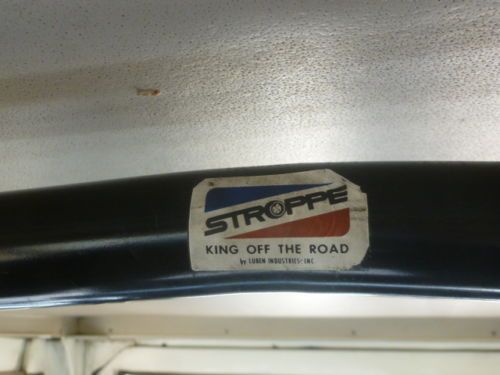 STROPPE
KING OFF THE ROAD
by LUBEN INDUSTRIES, INC